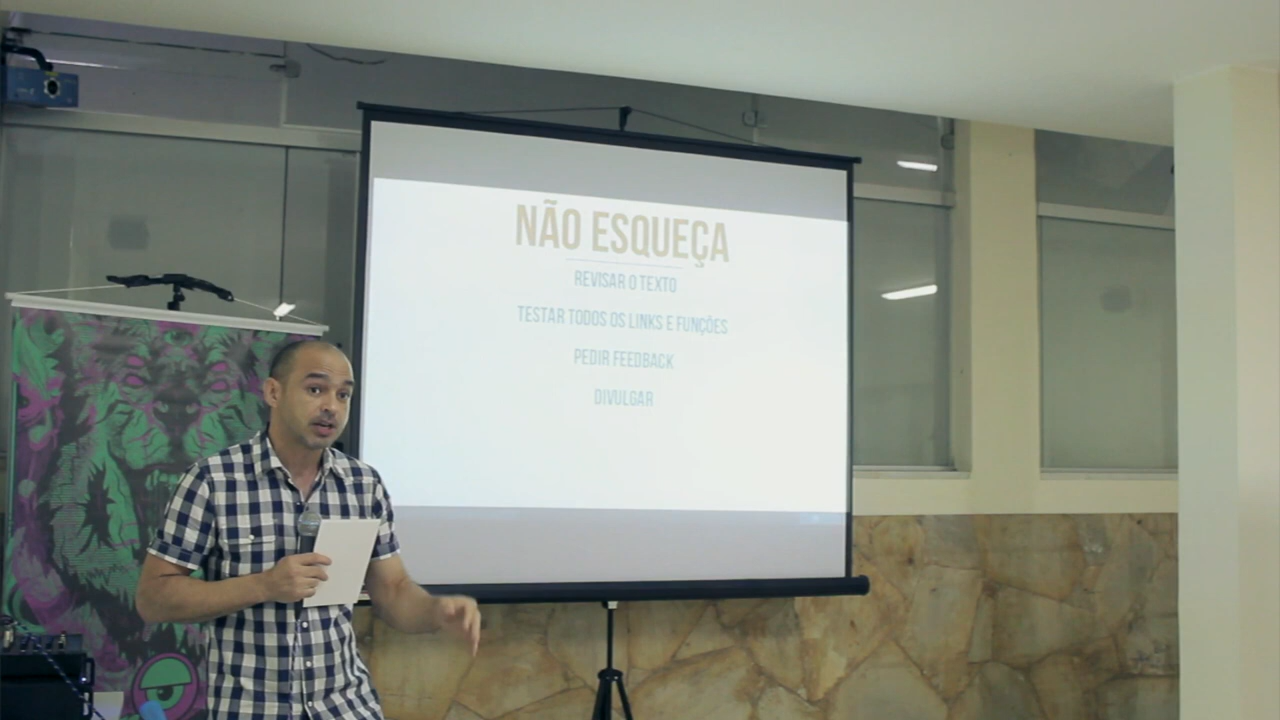 NÃO ESQUEÇA
REVISAR O TEXTO
TESTAR TODOS OS LINKS E FUNÇÕES
PEDIR FEEDBACK
DIVULGAR